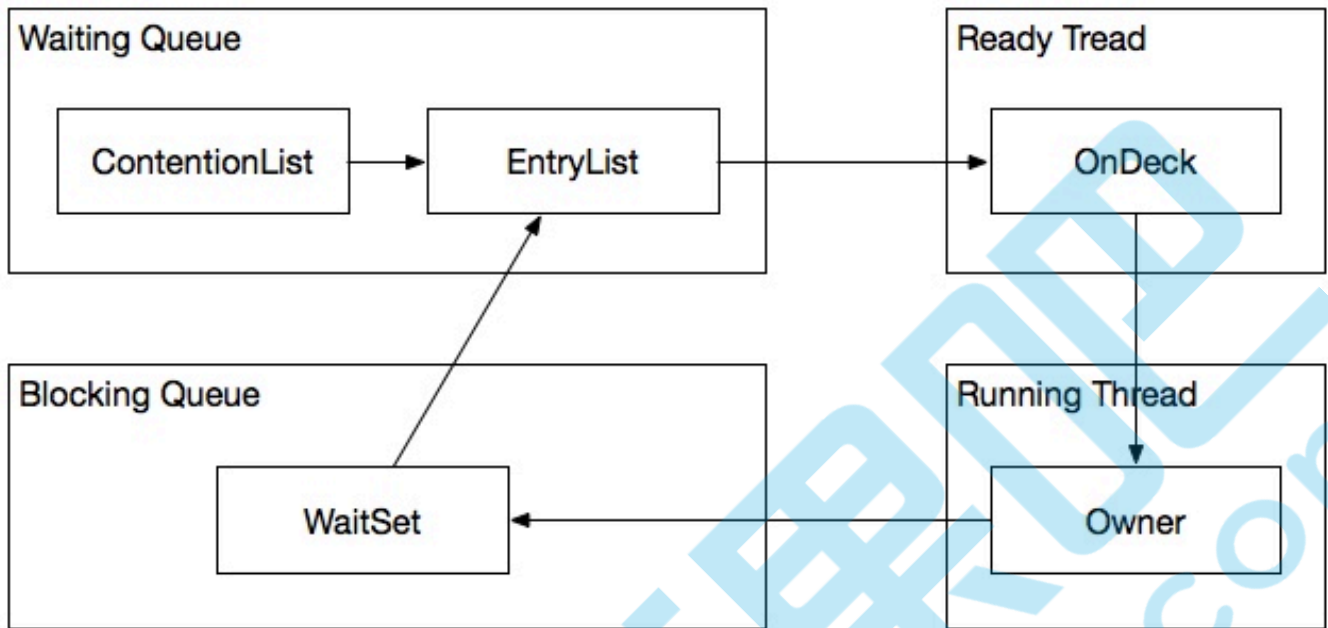 Waiting Queue
Ready Tread
ContentionList
EntryList
OnDeck
Blocking Queue
Running Thread
WaitSet
Owner